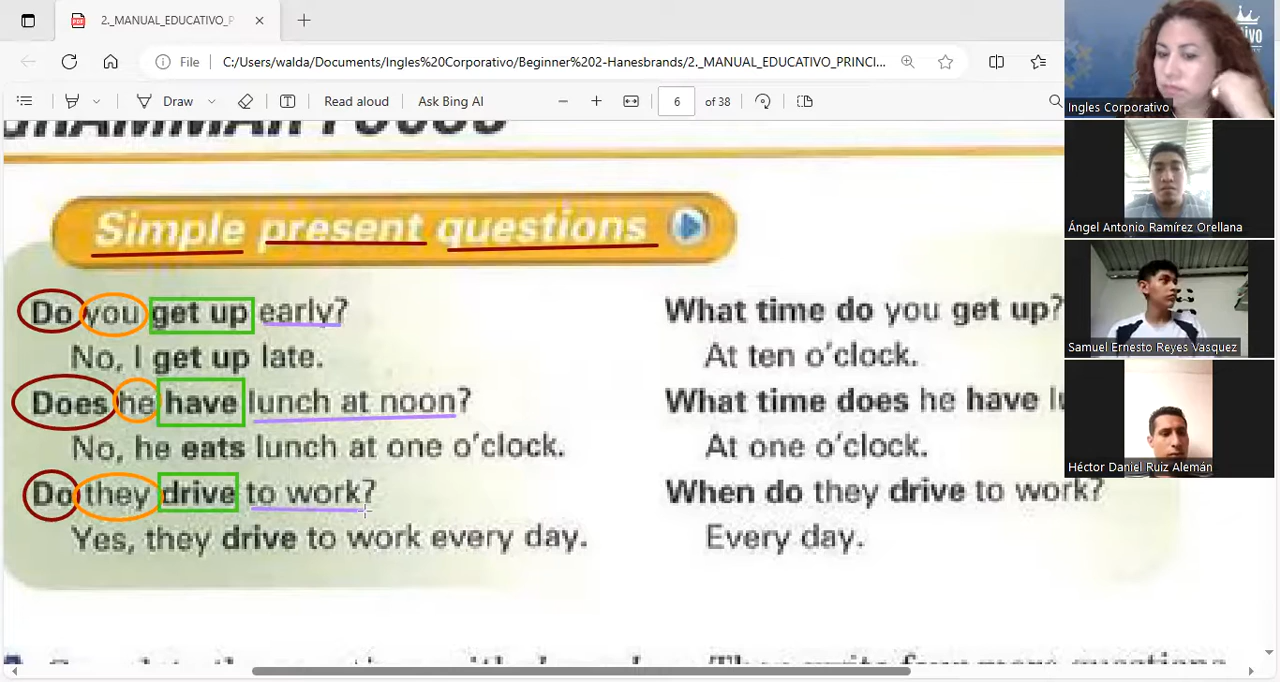 2._MANUAL_EDUCATIVO_P
File
C:/Users/walda/Documents/Ingles%20Corporativo/Beginner%202-Hanesbrands/2._MANUAL_EDUCATIVO_PRINCI...
Draw
Read aloud
Ask Bing AI
6
of 38
GRAMMAR FOCUS
Simple present questions
Do you get up early?
No, I get up late.
Does he have lunch at noon?
No, he eats lunch at one o'clock.
Do they drive to work?
Yes, they drive to work every day.
What time do you get up?
At ten o'clock.
What time does he have
At one o'clock.
When do they drive to work?
Every day.
Ingles Corporativo
Ángel Antonio Ramírez Orellana
Samuel Ernesto Reyes Vasquez
Héctor Daniel Ruiz Alemán